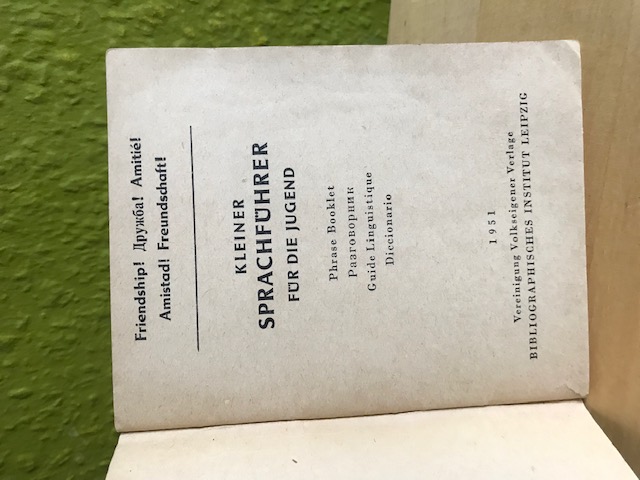 Friendship! Дружба! Amitié!
Amistad! Freundschaft!
KLEINER
SPRACHFÜHRER
FÜR DIE JUGEND
Phrase Booklet
Разговорник
Guide Linguistique
Diccionario
1951
Vereinigung Volkseigener Verlage
BIBLIOGRAPHISCHES INSTITUT LEIPZIG